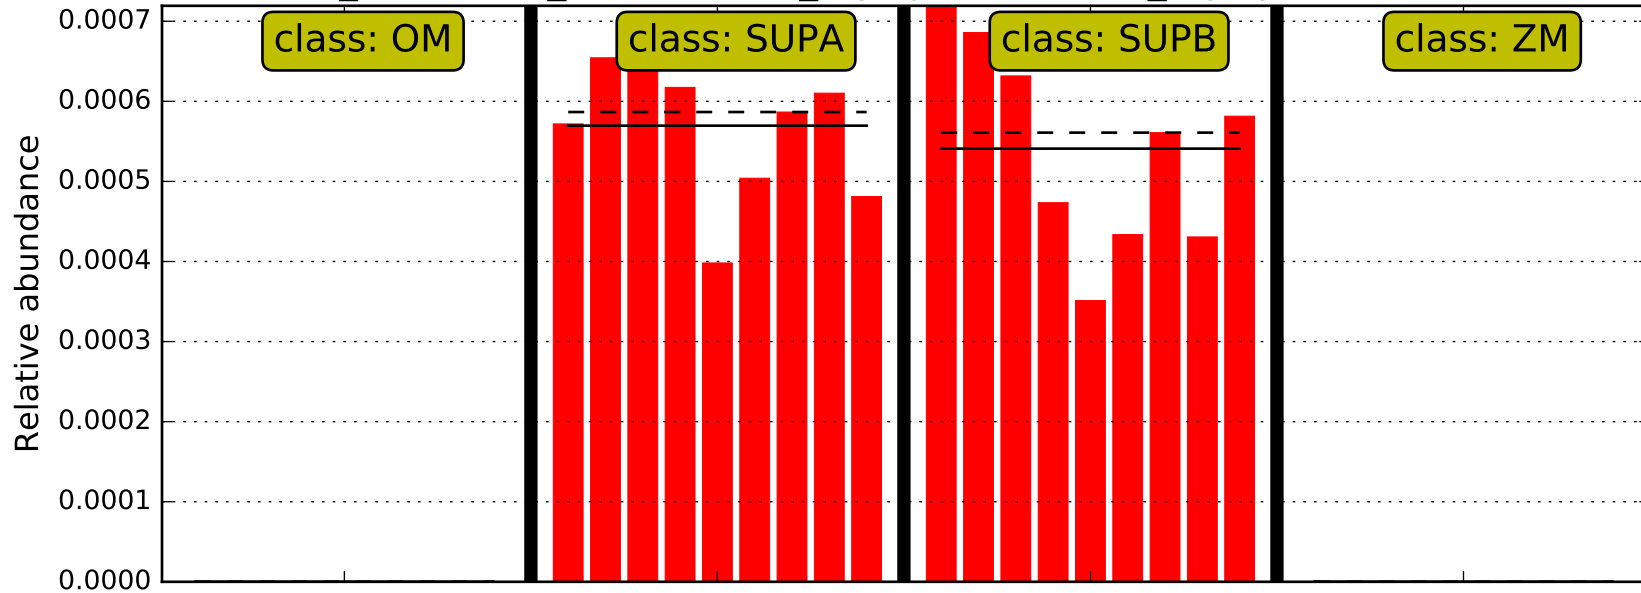 0.0007
class: OM
class: SUPA
class: SUPB
class: ZM
0.0006
0.0005
0.0004
0.0003
0.0002
0.0001
0.0000
Relative abundance